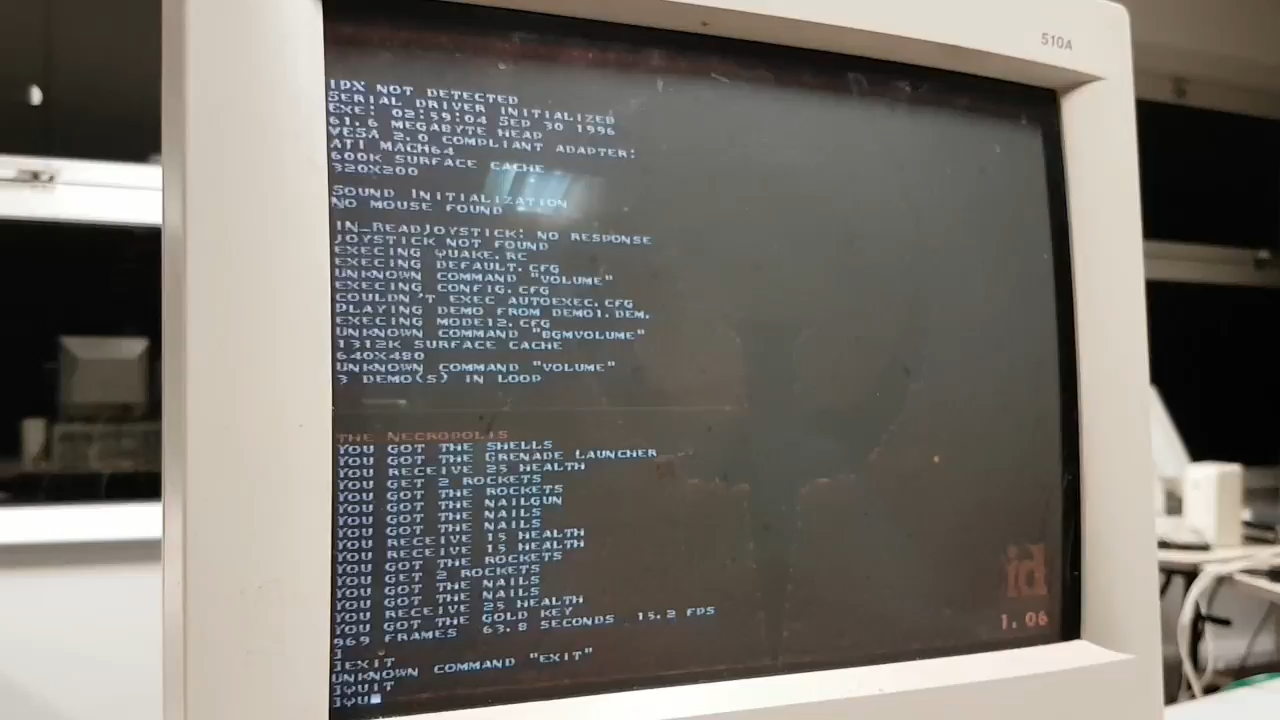 510A
IPX NOT DETECTED
SERIAL DRIVER INITIALIZED
EXE: 02:59:04 SEP 30 1996
61.6 MEGABYTE HEAP
VESA 2.0 COMPLIANT ADAPTER:
ATI MACH64
600K SURFACE CACHE
320X200
SOUND INITIALIZATION
NO MOUSE FOUND
IN_READJOYSTICK: NO RESPONSE
JOYSTICK NOT FOUND
EXECING QUAKE.RC
EXECING DEFAULT.CFG
UNKNOWN COMMAND "VOLUME"
EXECING CONFIG.CFG
COULDN'T EXEC AUTOEXEC.CFG
PLAYING DEMO FROM DEMO1.DEM.
EXECING MODE12.CFG
UNKNOWN COMMAND "BGMVOLUME"
1312K SURFACE CACHE
640X480
UNKNOWN COMMAND "VOLUME"
3 DEMO(S) IN LOOP
THE NECROPOLIS
YOU GOT THE SHELLS
YOU GOT THE GRENADE LAUNCHER
YOU RECEIVE 25 HEALTH
YOU GET 2 ROCKETS
YOU GOT THE ROCKETS
YOU GOT THE NAILGUN
YOU GOT THE NAILS
YOU GOT THE NAILS
YOU RECEIVE 15 HEALTH
YOU RECEIVE 15 HEALTH
YOU GOT THE ROCKETS
YOU GET 2 ROCKETS
YOU GOT THE NAILS
YOU GOT THE NAILS
YOU RECEIVE 25 HEALTH
YOU GOT THE GOLD KEY
969 FRAMES 63.8 SECONDS 15.2 FPS
]
]EXIT
UNKNOWN COMMAND "EXIT"
]QUIT
]QU
id
1.06